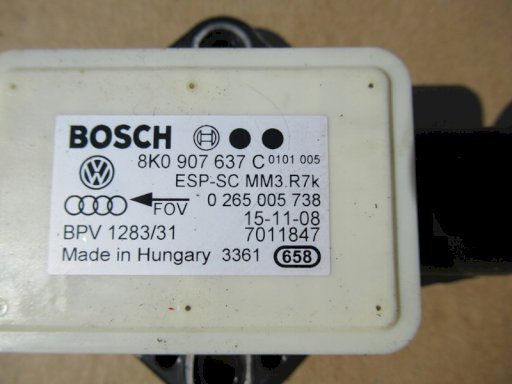 BOSCH
8K0 907 637 C 0101 005
ESP-SC MM3.R7k
FOV 0 265 005 738
15-11-08
BPV 1283/31 7011847
Made in Hungary 3361 658